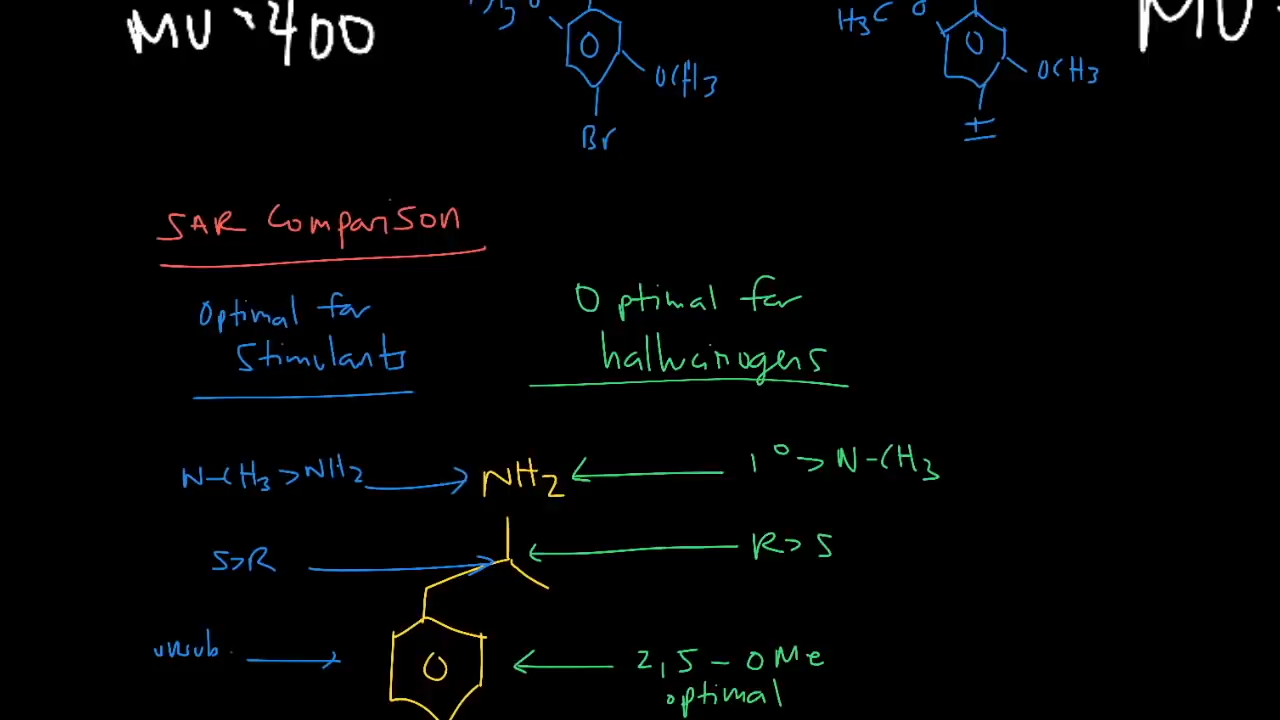 MU ~ 400
MU
H3C O
OCH3
OCH3
Br
I
SAR Comparison
Optimal for
Stimulants
Optimal for
hallucinogens
N-CH3 > NH2
NH2
1° > N-CH3
S>R
R> S
unsub
2,5 - OMe
optimal